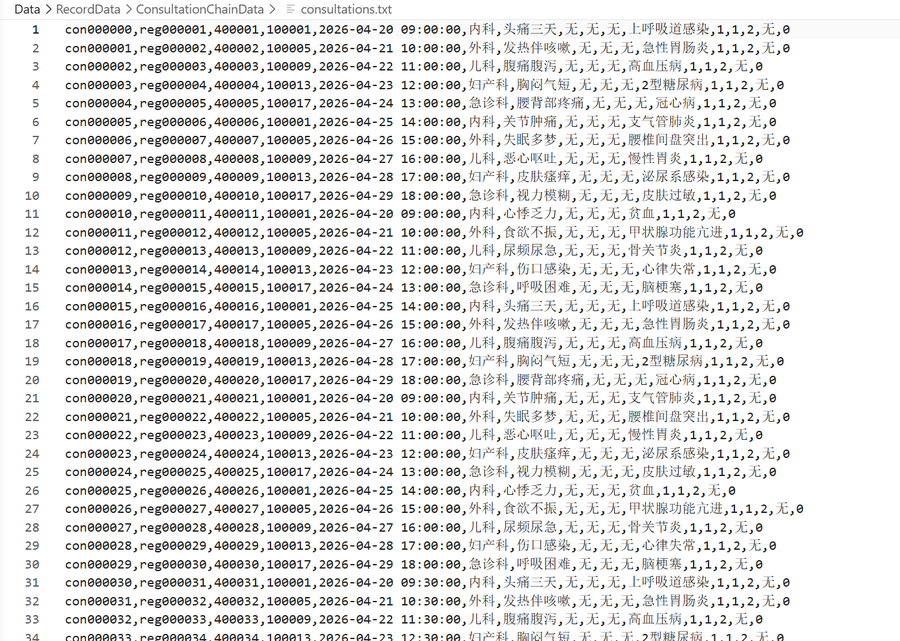 Data > RecordData > ConsultationChainData > consultations.txt
1 con000000,reg000001,400001,100001,2026-04-20 09:00:00,内科,头痛三天,无,无,无,上呼吸道感染,1,1,2,无,0
2 con000001,reg000002,400002,100005,2026-04-21 10:00:00,外科,发热伴咳嗽,无,无,无,急性胃肠炎,1,1,2,无,0
3 con000002,reg000003,400003,100009,2026-04-22 11:00:00,儿科,腹痛腹泻,无,无,无,高血压病,1,1,2,无,0
4 con000003,reg000004,400004,100013,2026-04-23 12:00:00,妇产科,胸闷气短,无,无,无,2型糖尿病,1,1,2,无,0
5 con000004,reg000005,400005,100017,2026-04-24 13:00:00,急诊科,腰背部疼痛,无,无,无,冠心病,1,1,2,无,0
6 con000005,reg000006,400006,100001,2026-04-25 14:00:00,内科,关节肿痛,无,无,无,支气管肺炎,1,1,2,无,0
7 con000006,reg000007,400007,100005,2026-04-26 15:00:00,外科,失眠多梦,无,无,无,腰椎间盘突出,1,1,2,无,0
8 con000007,reg000008,400008,100009,2026-04-27 16:00:00,儿科,恶心呕吐,无,无,无,慢性胃炎,1,1,2,无,0
9 con000008,reg000009,400009,100013,2026-04-28 17:00:00,妇产科,皮肤瘙痒,无,无,无,泌尿系感染,1,1,2,无,0
10 con000009,reg000010,400010,100017,2026-04-29 18:00:00,急诊科,视力模糊,无,无,无,皮肤过敏,1,1,2,无,0
11 con000010,reg000011,400011,100001,2026-04-20 09:00:00,内科,心悸乏力,无,无,无,贫血,1,1,2,无,0
12 con000011,reg000012,400012,100005,2026-04-21 10:00:00,外科,食欲不振,无,无,无,甲状腺功能亢进,1,1,2,无,0
13 con000012,reg000013,400013,100009,2026-04-22 11:00:00,儿科,尿频尿急,无,无,无,骨关节炎,1,1,2,无,0
14 con000013,reg000014,400014,100013,2026-04-23 12:00:00,妇产科,伤口感染,无,无,无,心律失常,1,1,2,无,0
15 con000014,reg000015,400015,100017,2026-04-24 13:00:00,急诊科,呼吸困难,无,无,无,脑梗塞,1,1,2,无,0
16 con000015,reg000016,400016,100001,2026-04-25 14:00:00,内科,头痛三天,无,无,无,上呼吸道感染,1,1,2,无,0
17 con000016,reg000017,400017,100005,2026-04-26 15:00:00,外科,发热伴咳嗽,无,无,无,急性胃肠炎,1,1,2,无,0
18 con000017,reg000018,400018,100009,2026-04-27 16:00:00,儿科,腹痛腹泻,无,无,无,高血压病,1,1,2,无,0
19 con000018,reg000019,400019,100013,2026-04-28 17:00:00,妇产科,胸闷气短,无,无,无,2型糖尿病,1,1,2,无,0
20 con000019,reg000020,400020,100017,2026-04-29 18:00:00,急诊科,腰背部疼痛,无,无,无,冠心病,1,1,2,无,0
21 con000020,reg000021,400021,100001,2026-04-20 09:00:00,内科,关节肿痛,无,无,无,支气管肺炎,1,1,2,无,0
22 con000021,reg000022,400022,100005,2026-04-21 10:00:00,外科,失眠多梦,无,无,无,腰椎间盘突出,1,1,2,无,0
23 con000022,reg000023,400023,100009,2026-04-22 11:00:00,儿科,恶心呕吐,无,无,无,慢性胃炎,1,1,2,无,0
24 con000023,reg000024,400024,100013,2026-04-23 12:00:00,妇产科,皮肤瘙痒,无,无,无,泌尿系感染,1,1,2,无,0
25 con000024,reg000025,400025,100017,2026-04-24 13:00:00,急诊科,视力模糊,无,无,无,皮肤过敏,1,1,2,无,0
26 con000025,reg000026,400026,100001,2026-04-25 14:00:00,内科,心悸乏力,无,无,无,贫血,1,1,2,无,0
27 con000026,reg000027,400027,100005,2026-04-26 15:00:00,外科,食欲不振,无,无,无,甲状腺功能亢进,1,1,2,无,0
28 con000027,reg000028,400028,100009,2026-04-27 16:00:00,儿科,尿频尿急,无,无,无,骨关节炎,1,1,2,无,0
29 con000028,reg000029,400029,100013,2026-04-28 17:00:00,妇产科,伤口感染,无,无,无,心律失常,1,1,2,无,0
30 con000029,reg000030,400030,100017,2026-04-29 18:00:00,急诊科,呼吸困难,无,无,无,脑梗塞,1,1,2,无,0
31 con000030,reg000031,400031,100001,2026-04-20 09:30:00,内科,头痛三天,无,无,无,上呼吸道感染,1,1,2,无,0
32 con000031,reg000032,400032,100005,2026-04-21 10:30:00,外科,发热伴咳嗽,无,无,无,急性胃肠炎,1,1,2,无,0
33 con000032,reg000033,400033,100009,2026-04-22 11:30:00,儿科,腹痛腹泻,无,无,无,高血压病,1,1,2,无,0
34 con000033,reg000034,400034,100013,2026-04-23 12:30:00,妇产科,胸闷气短,无,无,无,2型糖尿病,1,1,2,无,0